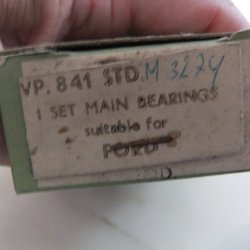 VP. 841 STD. M 3274
1 SET MAIN BEARINGS
suitable for
FORD
D